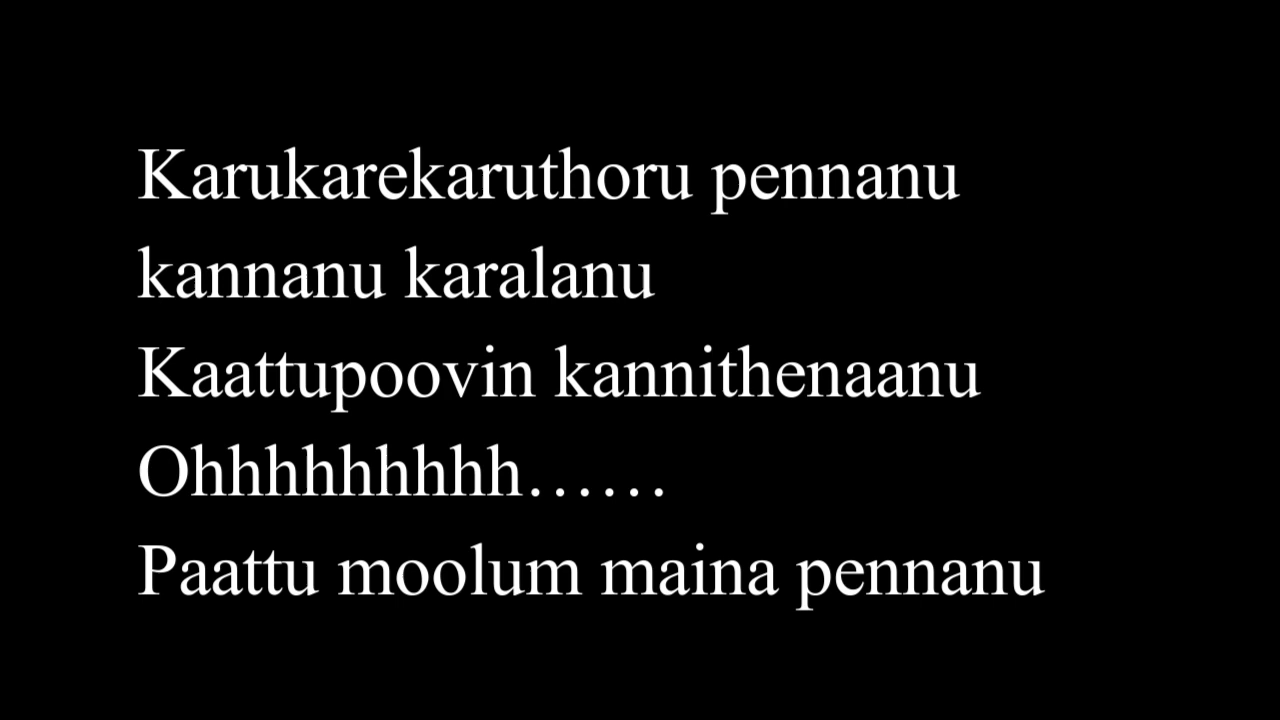 Karukarekaruthoru pennanu
kannanu karalanu
Kaattupoovin kannithenaanu
Ohhhhhhhhh……
Paattu moolum maina pennanu